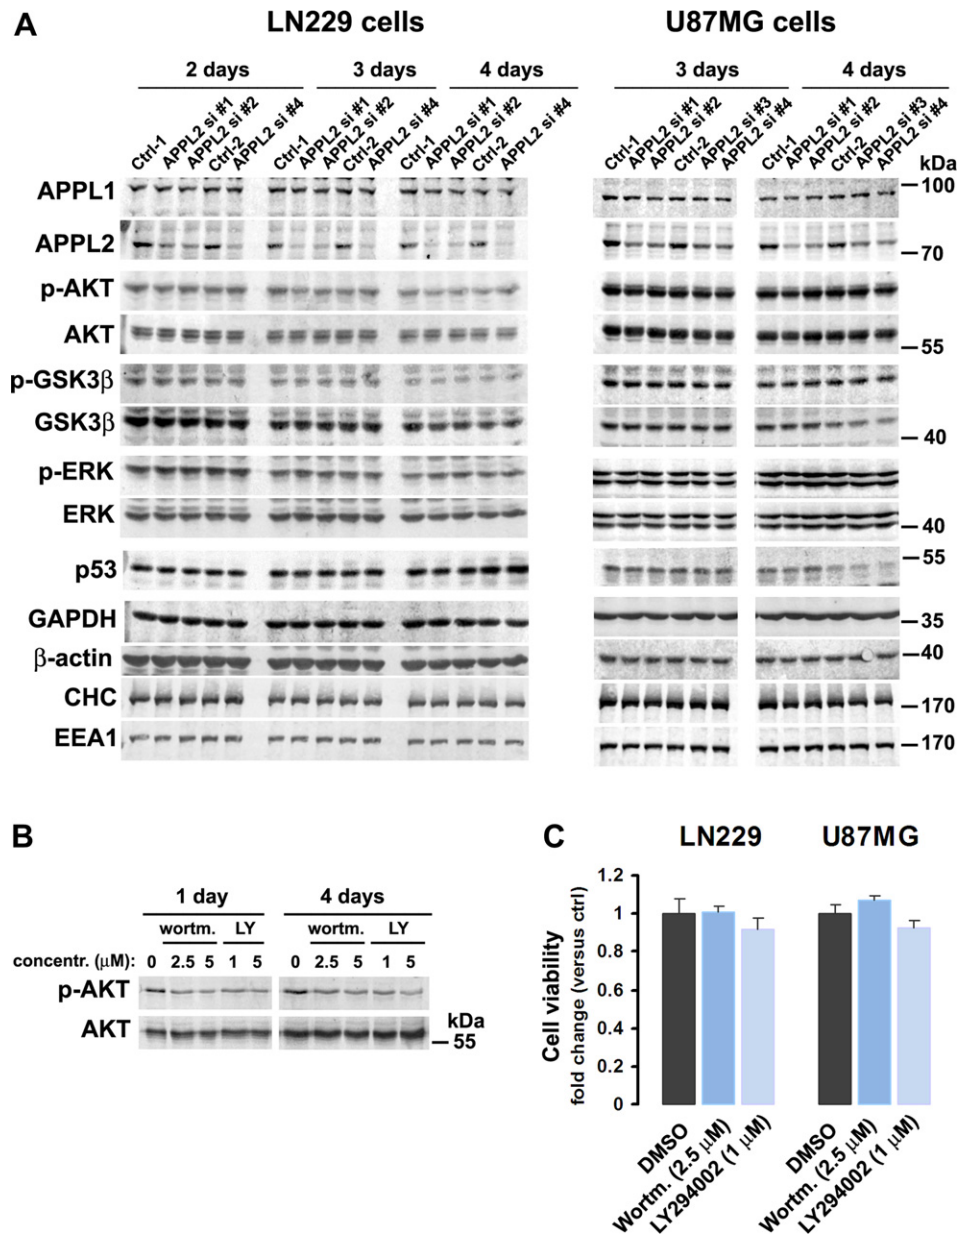 A
LN229 cells
U87MG cells
2 days
3 days
4 days
3 days
4 days
Ctrl-1
APPL2 si #1
APPL2 si #2
Ctrl-2
APPL2 si #4
Ctrl-1
APPL2 si #1
APPL2 si #2
Ctrl-2
APPL2 si #4
Ctrl-1
APPL2 si #1
APPL2 si #2
Ctrl-2
APPL2 si #4
Ctrl-1
APPL2 si #1
APPL2 si #2
Ctrl-2
APPL2 si #3
APPL2 si #4
Ctrl-1
APPL2 si #1
APPL2 si #2
Ctrl-2
APPL2 si #3
APPL2 si #4
kDa
APPL1
100
APPL2
70
p-AKT
AKT
55
p-GSK3β
GSK3β
40
p-ERK
ERK
40
p53
55
GAPDH
35
β-actin
40
CHC
170
EEA1
170
B
1 day
4 days
wortm.
LY
wortm.
LY
concentr. (μM): 0 2.5 5 1 5 0 2.5 5 1 5
p-AKT
AKT
kDa
55
C
LN229
U87MG
Cell viability
fold change (versus ctrl)
1.2
1
0.8
0.6
0.4
0.2
0
DMSO
Wortm. (2.5 μM)
LY294002 (1 μM)
DMSO
Wortm. (2.5 μM)
LY294002 (1 μM)